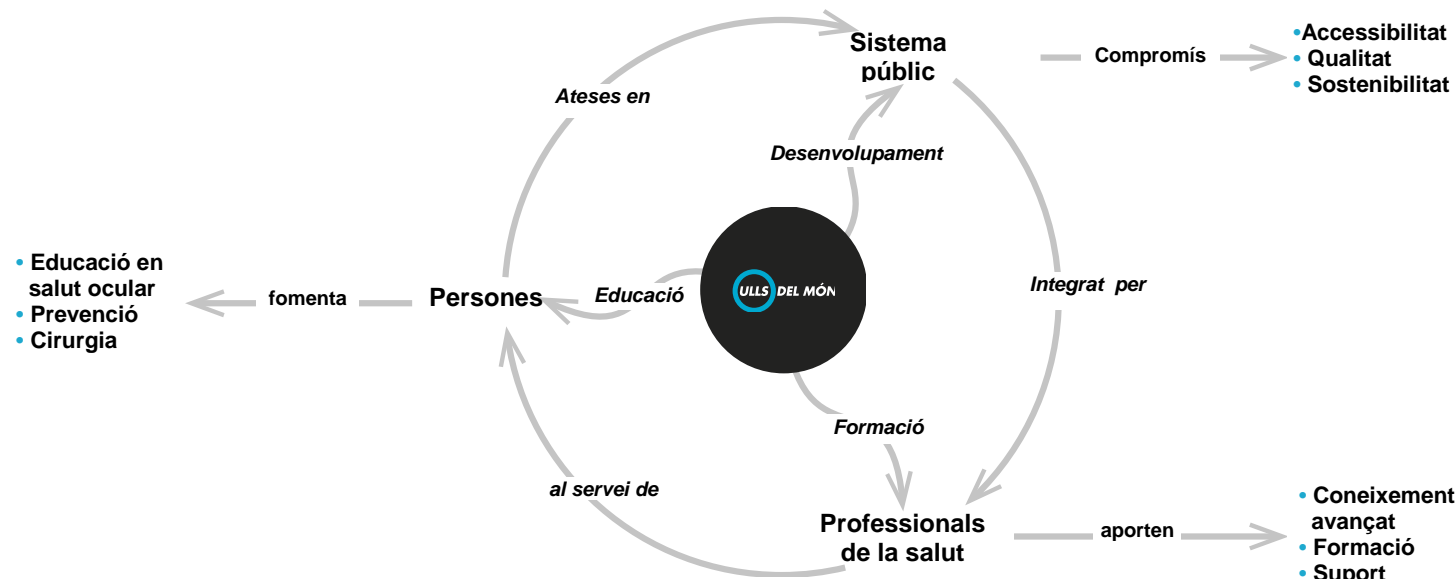 Sistema
públic
Compromís
•Accessibilitat
• Qualitat
• Sostenibilitat
Ateses en
Desenvolupament
• Educació en
salut ocular
• Prevenció
• Cirurgia
fomenta
Persones
Educació
ULLS DEL MÓN
Integrat per
Formació
al servei de
Professionals
de la salut
aporten
• Coneixement
avançat
• Formació
• Suport